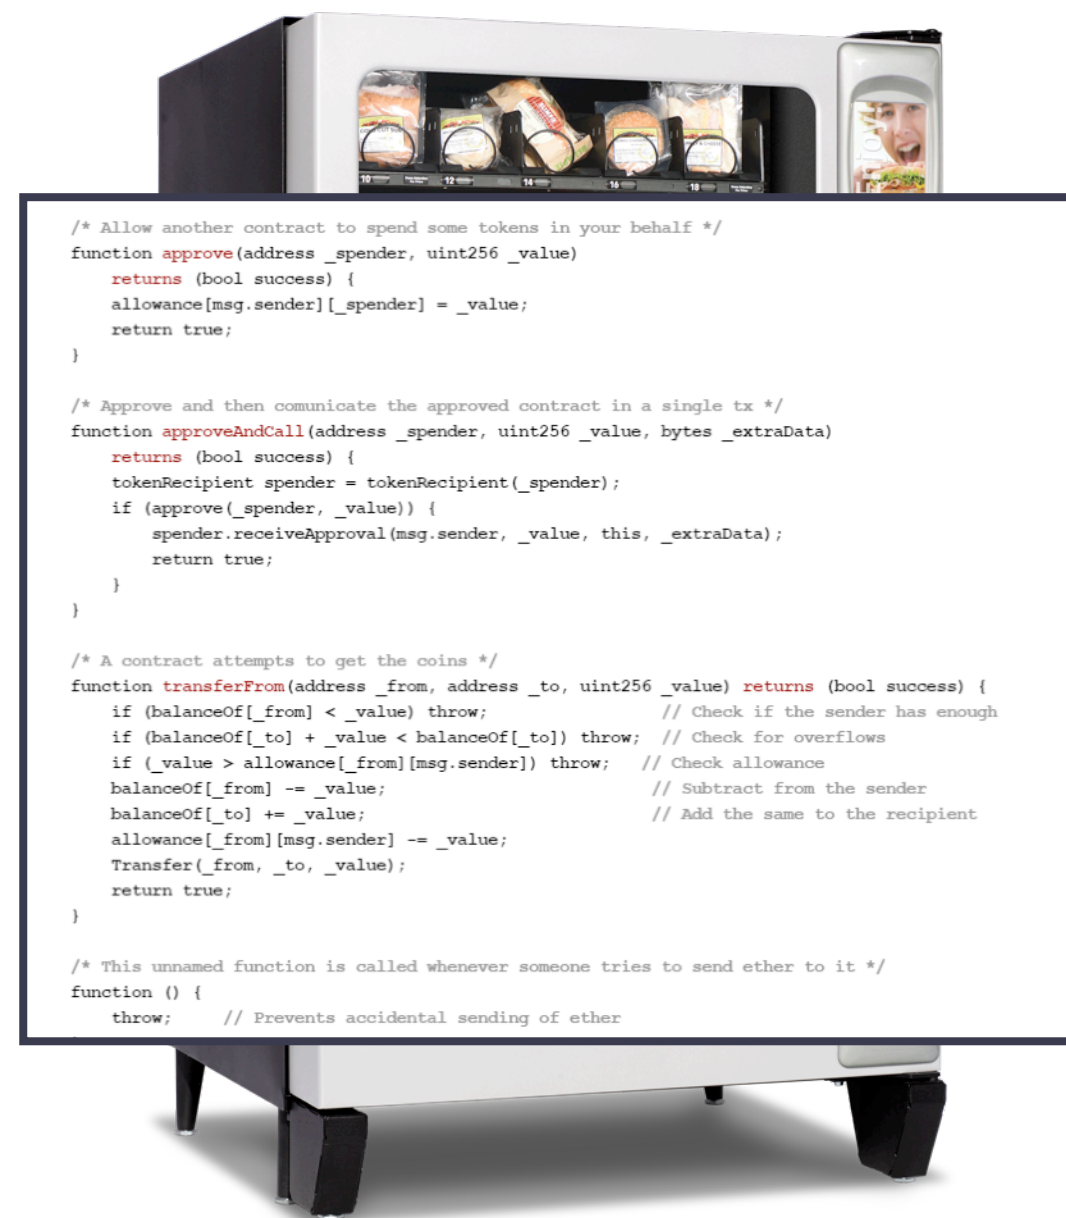 10 12 14 16 18
/* Allow another contract to spend some tokens in your behalf */
function approve(address _spender, uint256 _value)
    returns (bool success) {
    allowance[msg.sender][_spender] = _value;
    return true;
}
/* Approve and then comunicate the approved contract in a single tx */
function approveAndCall(address _spender, uint256 _value, bytes _extraData)
    returns (bool success) {
    tokenRecipient spender = tokenRecipient(_spender);
    if (approve(_spender, _value)) {
        spender.receiveApproval(msg.sender, _value, this, _extraData);
        return true;
    }
}
/* A contract attempts to get the coins */
function transferFrom(address _from, address _to, uint256 _value) returns (bool success) {
    if (balanceOf[_from] < _value) throw;                 // Check if the sender has enough
    if (balanceOf[_to] + _value < balanceOf[_to]) throw;  // Check for overflows
    if (_value > allowance[_from][msg.sender]) throw;   // Check allowance
    balanceOf[_from] -= _value;                          // Subtract from the sender
    balanceOf[_to] += _value;                            // Add the same to the recipient
    allowance[_from][msg.sender] -= _value;
    Transfer(_from, _to, _value);
    return true;
}
/* This unnamed function is called whenever someone tries to send ether to it */
function () {
    throw;     // Prevents accidental sending of ether